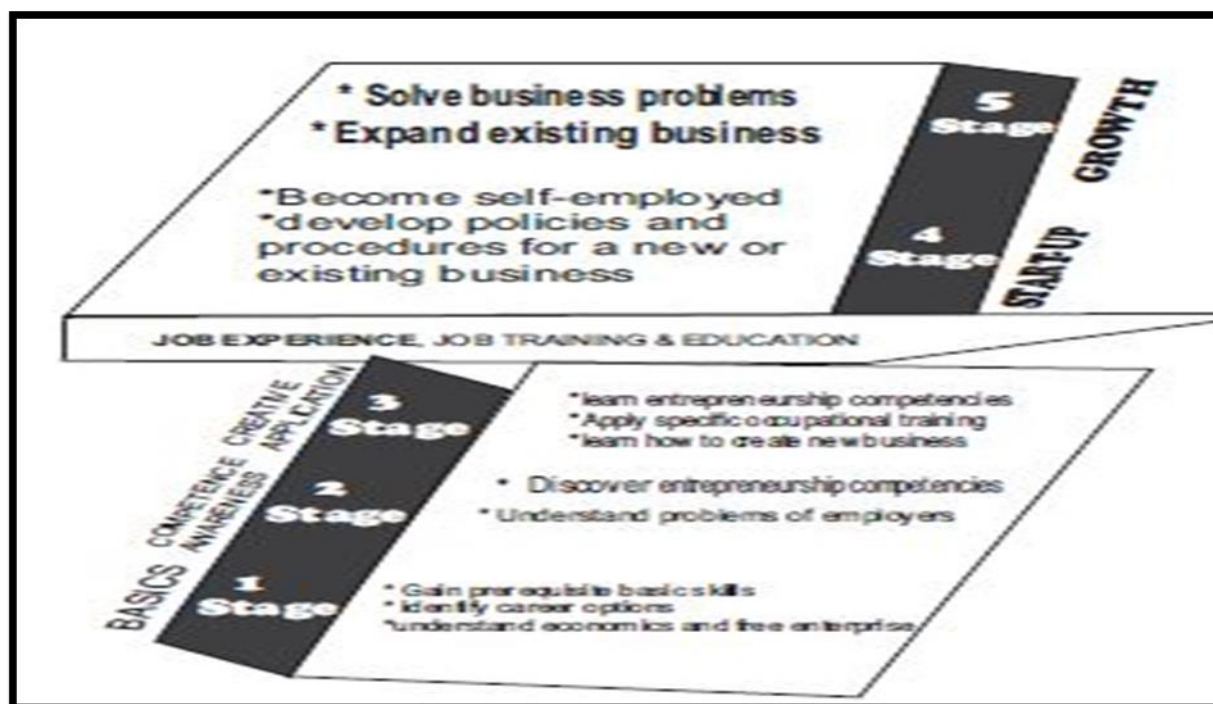 * Solve business problems
* Expand existing business
*Become self-employed
*develop policies and
procedures for a new or
existing business
5
Stage
GROWTH
4
Stage
START-UP
JOB EXPERIENCE, JOB TRAINING & EDUCATION
3
Stage
CREATIVE
APPLICATION
*learn entrepreneurship competencies
*Apply specific occupational training
*learn how to create new business
2
Stage
COMPETENCE
AWARENESS
* Discover entrepreneurship competencies
* Understand problems of employers
1
Stage
BASICS
* Gain prerequisite basic skills
* Identify career options
*understand economics and free enterprise